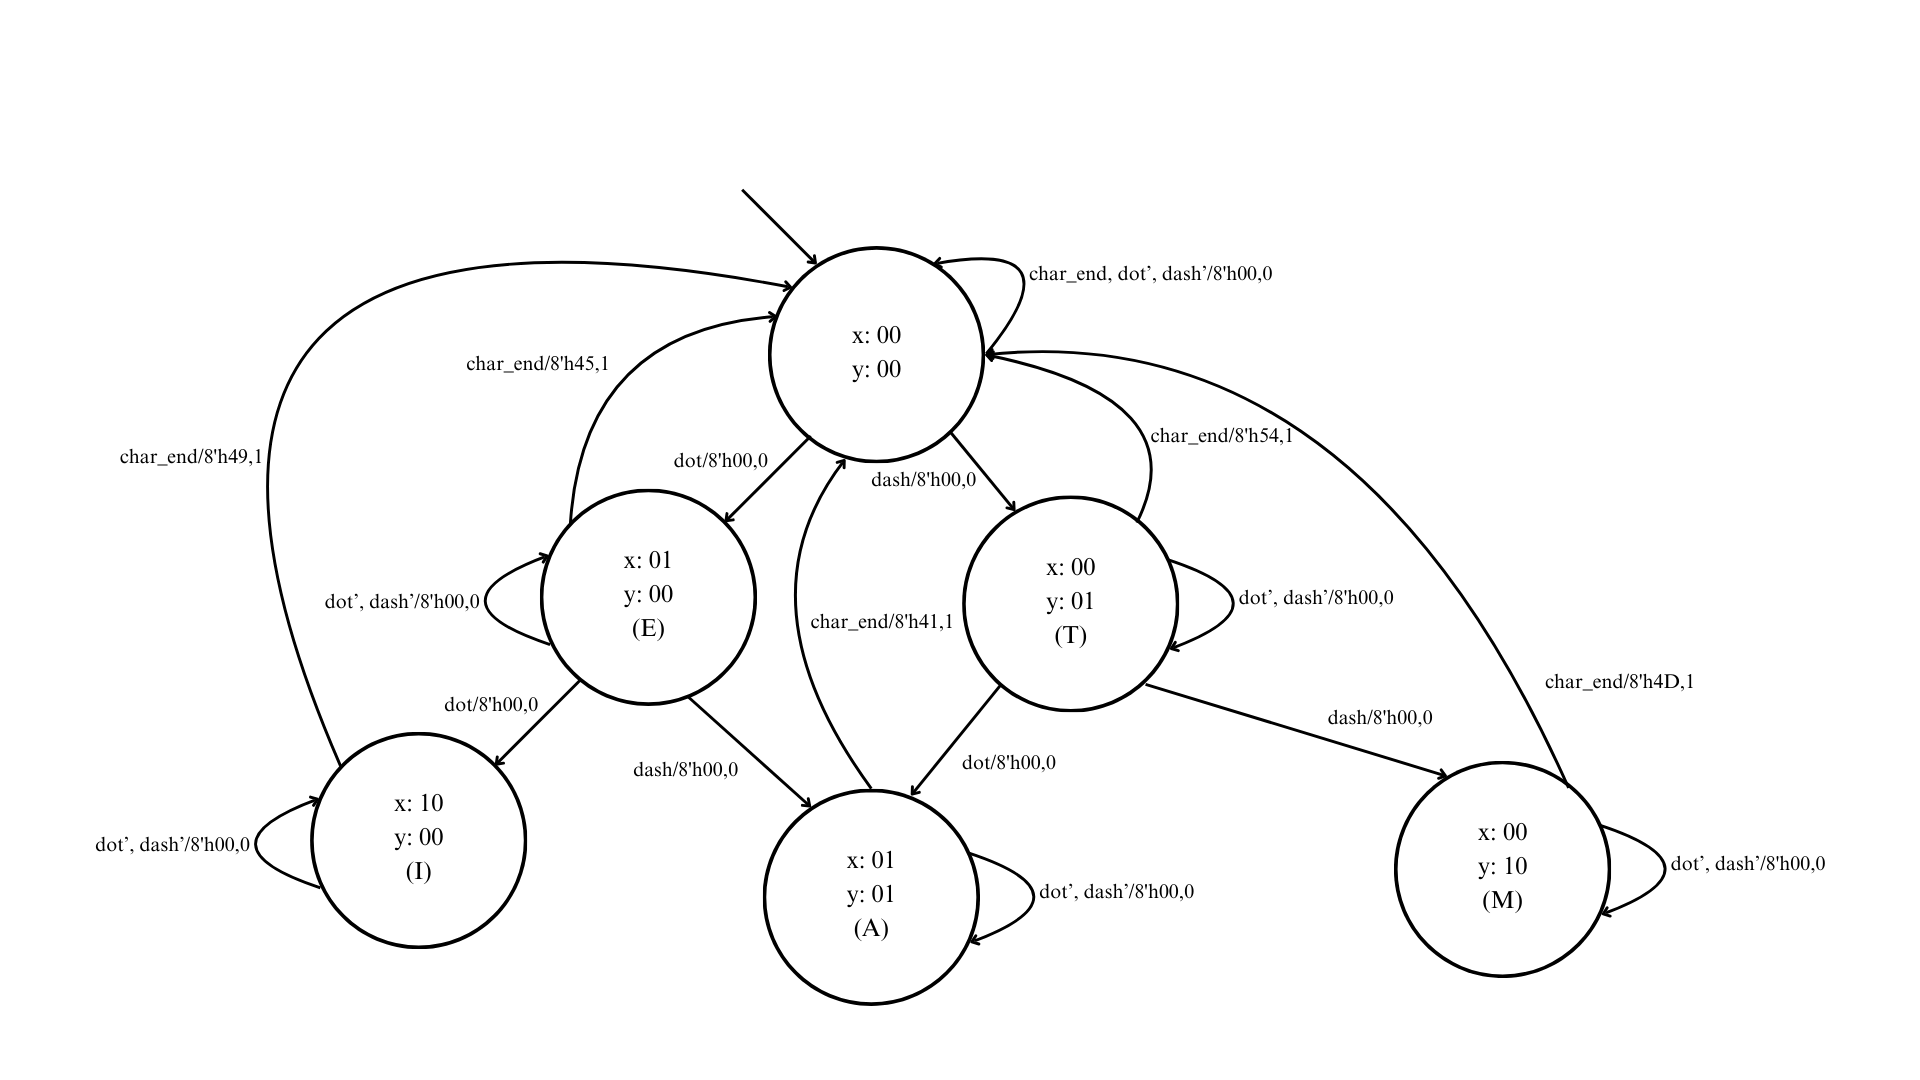 char_end, dot’, dash’/8'h00,0
x: 00
y: 00
char_end/8'h45,1
char_end/8'h54,1
char_end/8'h49,1
dot/8'h00,0
dash/8'h00,0
x: 01
y: 00
(E)
x: 00
y: 01
(T)
dot’, dash’/8'h00,0
dot’, dash’/8'h00,0
char_end/8'h41,1
char_end/8'h4D,1
dot/8'h00,0
dash/8'h00,0
dash/8'h00,0
dot/8'h00,0
x: 10
y: 00
(I)
dot’, dash’/8'h00,0
x: 01
y: 01
(A)
dot’, dash’/8'h00,0
x: 00
y: 10
(M)
dot’, dash’/8'h00,0